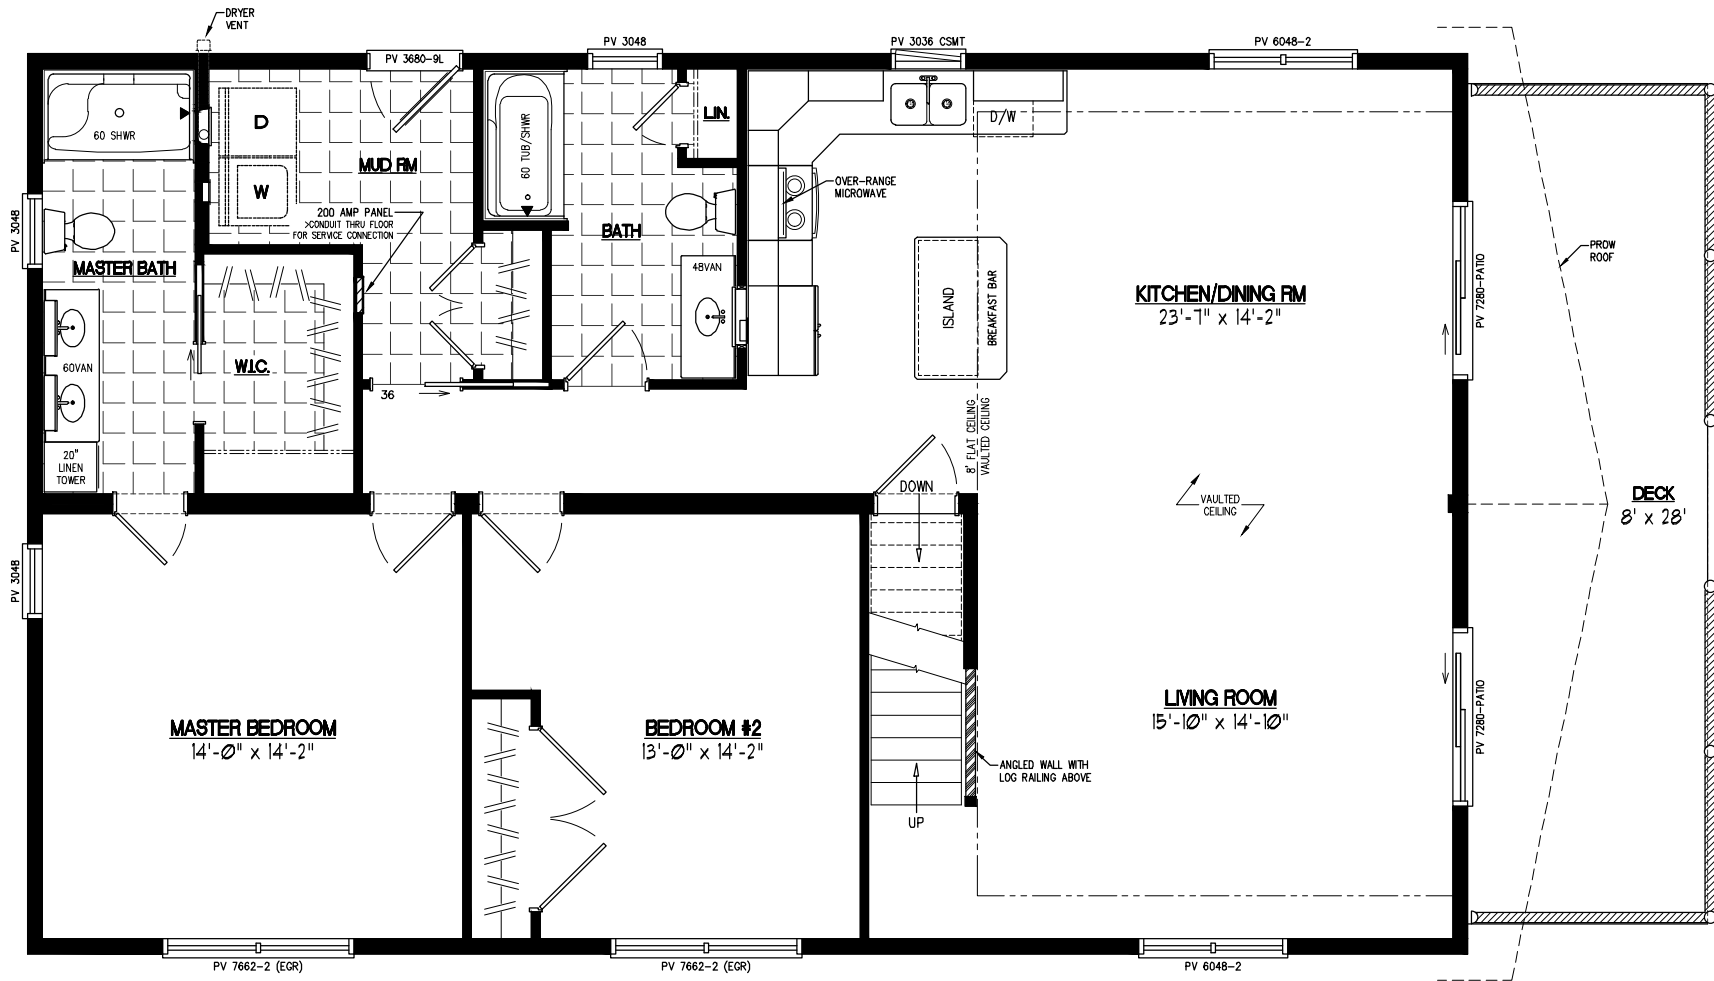 DRYER
VENT
PV 3680-9L
PV 3048
PV 3036 CSMT
PV 6048-2
60 SHWR
D
W
MUD RM
60 TUB/SHWR
LIN.
D/W
OVER-RANGE
MICROWAVE
200 AMP PANEL
>CONDUIT THRU FLOOR
FOR SERVICE CONNECTION
BATH
PV 3048
MASTER BATH
48VAN
PROW
ROOF
KITCHEN/DINING RM
23'-7" x 14'-2"
ISLAND
BREAKFAST BAR
PV 7280-PATIO
60VAN
W.I.C.
36
8' FLAT CEILING
VAULTED CEILING
20"
LINEN
TOWER
DOWN
VAULTED
CEILING
DECK
8' x 28'
PV 3048
MASTER BEDROOM
14'-0" x 14'-2"
BEDROOM #2
13'-0" x 14'-2"
LIVING ROOM
15'-10" x 14'-10"
PV 7280-PATIO
ANGLED WALL WITH
LOG RAILING ABOVE
UP
PV 7662-2 (EGR)
PV 7662-2 (EGR)
PV 6048-2